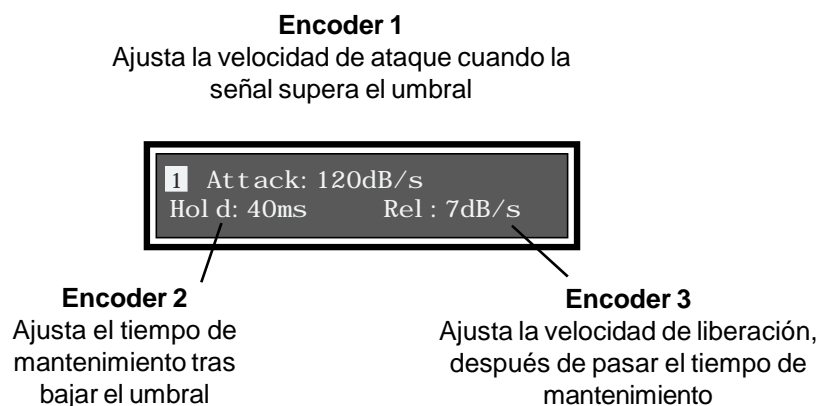 Encoder 1
Ajusta la velocidad de ataque cuando la
señal supera el umbral
1 Attack: 120dB/s
Hold: 40ms Rel: 7dB/s
Encoder 2
Ajusta el tiempo de
mantenimiento tras
bajar el umbral
Encoder 3
Ajusta la velocidad de liberación,
después de pasar el tiempo de
mantenimiento